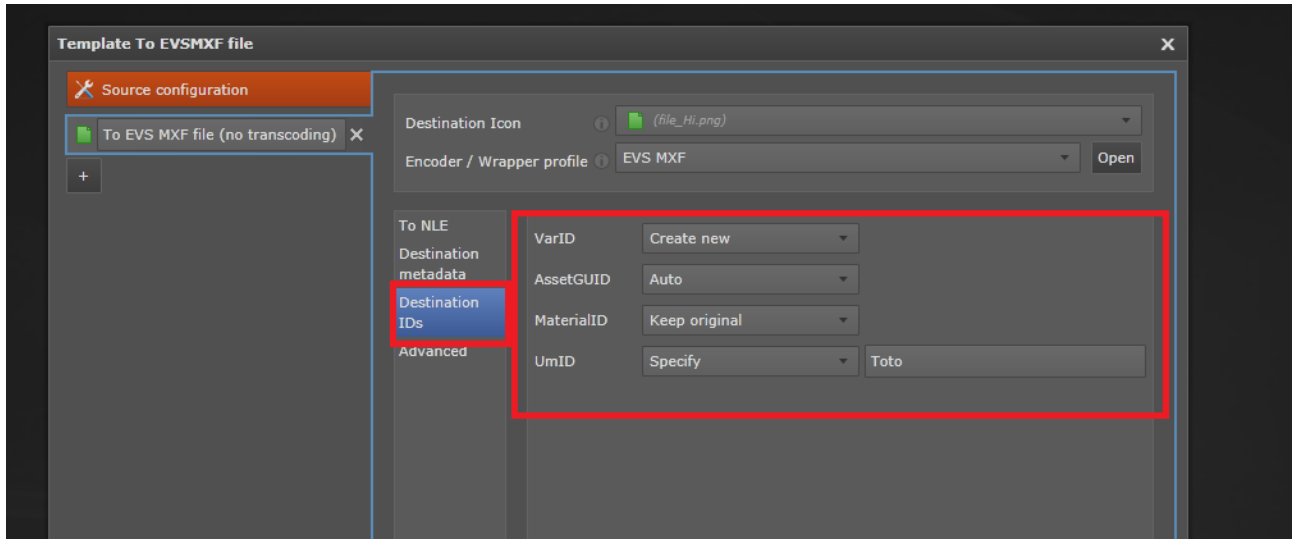 Template To EVSMXF file
Source configuration
To EVS MXF file (no transcoding)
+
Destination Icon
(file_Hi.png)
Encoder / Wrapper profile
EVS MXF
Open
To NLE
Destination
metadata
Destination
IDs
Advanced
VarID
Create new
AssetGUID
Auto
MaterialID
Keep original
UmID
Specify
Toto